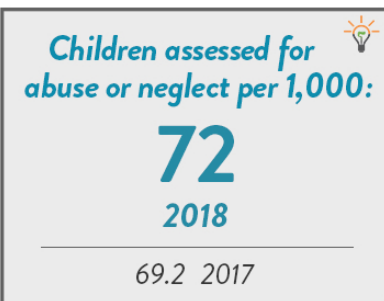 Children assessed for
abuse or neglect per 1,000:
72
2018
69.2 2017